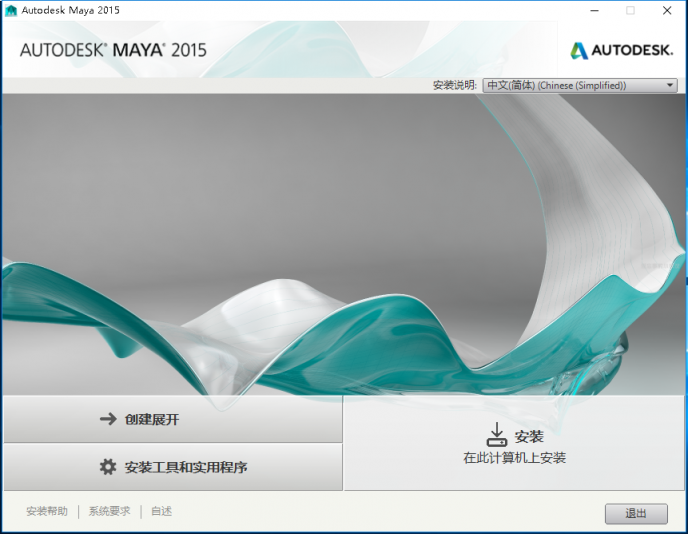 Autodesk Maya 2015
AUTODESK® MAYA® 2015
AUTODESK.
安装说明: 中文(简体) (Chinese (Simplified))
创建展开
安装工具和实用程序
安装
在此计算机上安装
安装帮助 | 系统要求 | 自述
退出